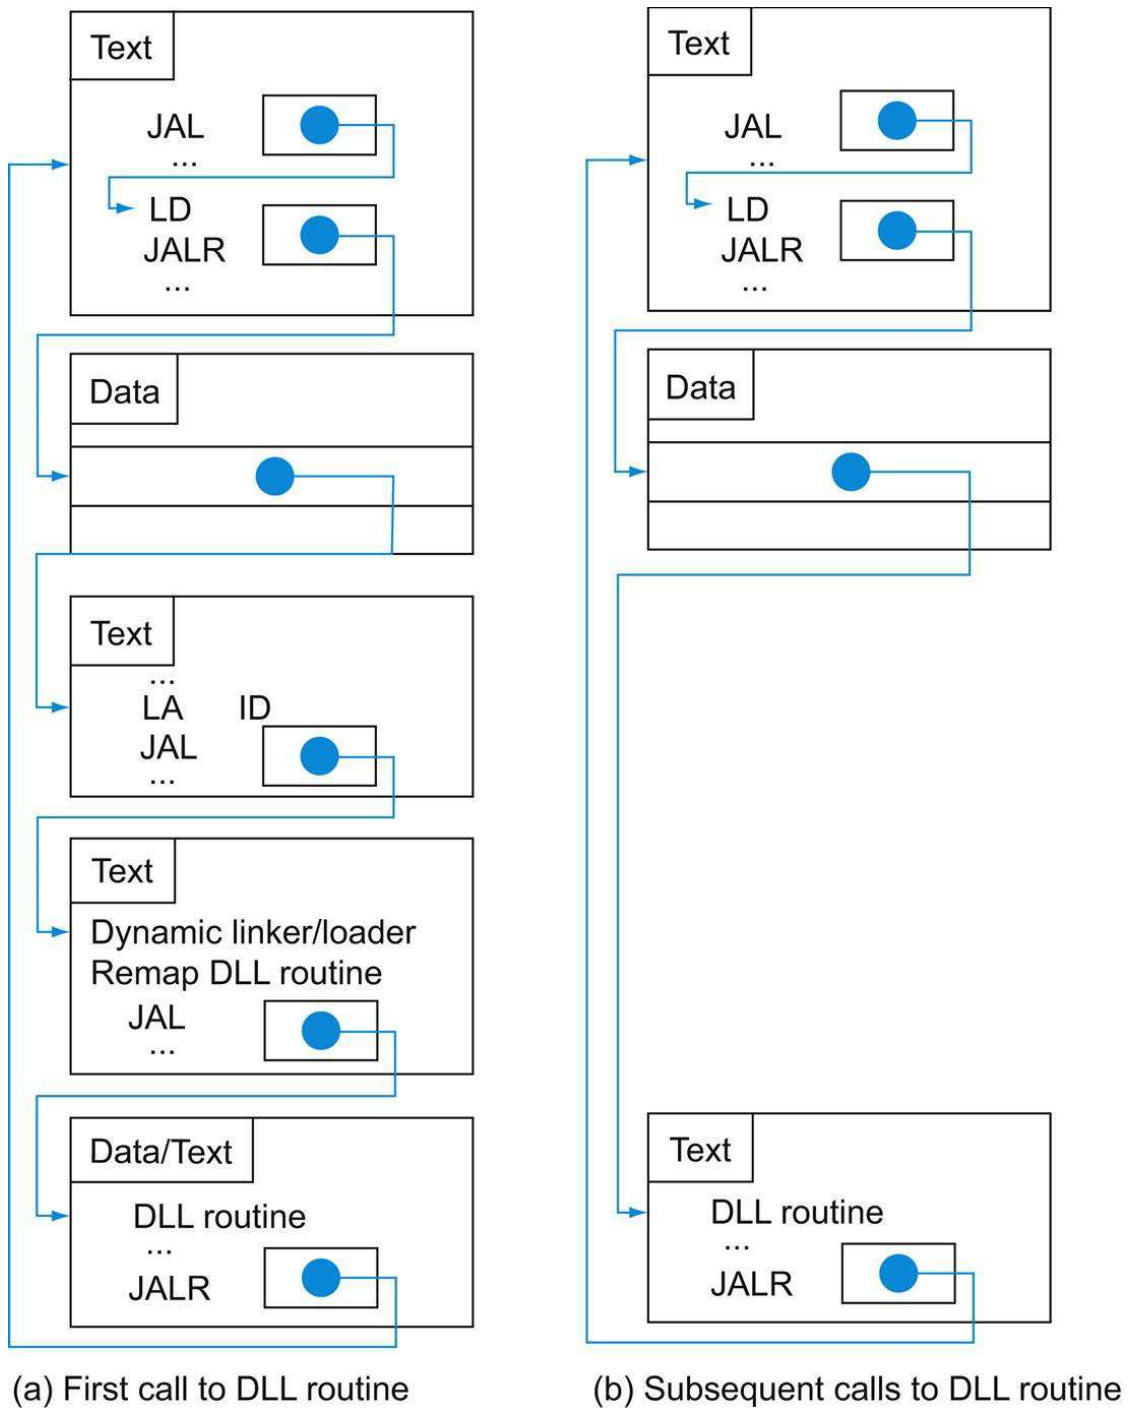 Text
JAL
...
LD
JALR
...
Data
Text
...
LA ID
JAL
...
Text
Dynamic linker/loader
Remap DLL routine
JAL
...
Data/Text
DLL routine
...
JALR
(a) First call to DLL routine
Text
JAL
...
LD
JALR
...
Data
Text
DLL routine
...
JALR
(b) Subsequent calls to DLL routine